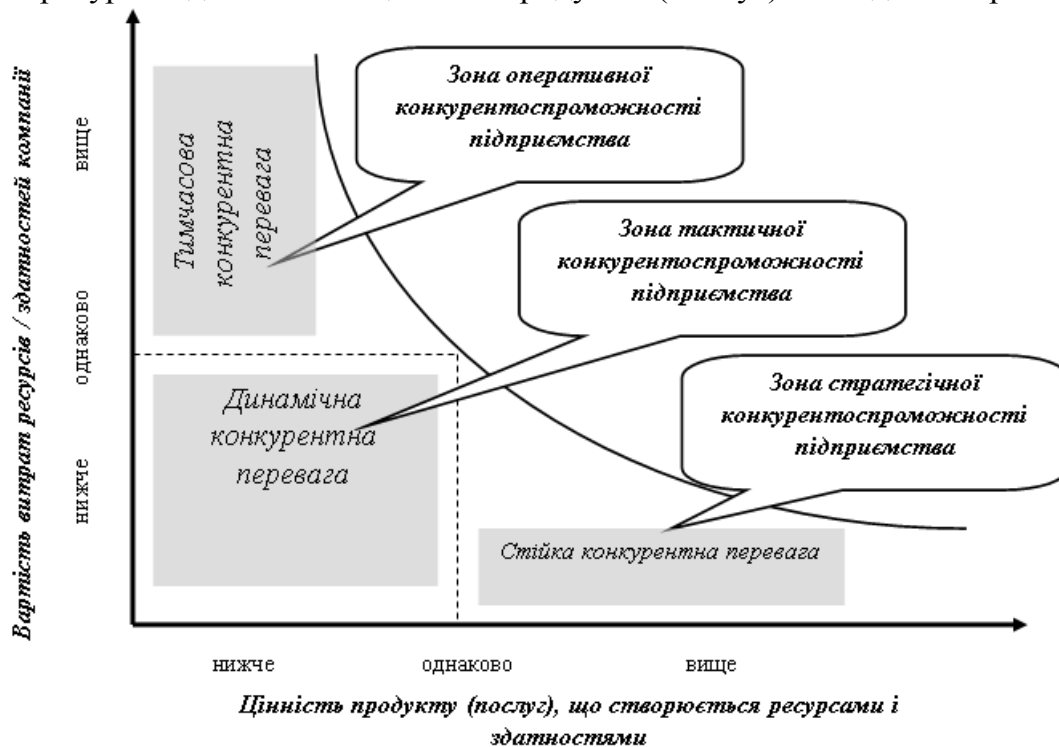 Зона оперативної
конкурентоспроможності
підприємства
Тимчасова
конкурентна
перевага
Зона тактичної
конкурентоспроможності
підприємства
Динамічна
конкурентна
перевага
Зона стратегічної
конкурентоспроможності
підприємства
Стійка конкурентна перевага
Вартість витрат ресурсів / здатностей компанії
вище
однаково
нижче
нижче однаково вище
Цінність продукту (послуг), що створюється ресурсами і
здатностями